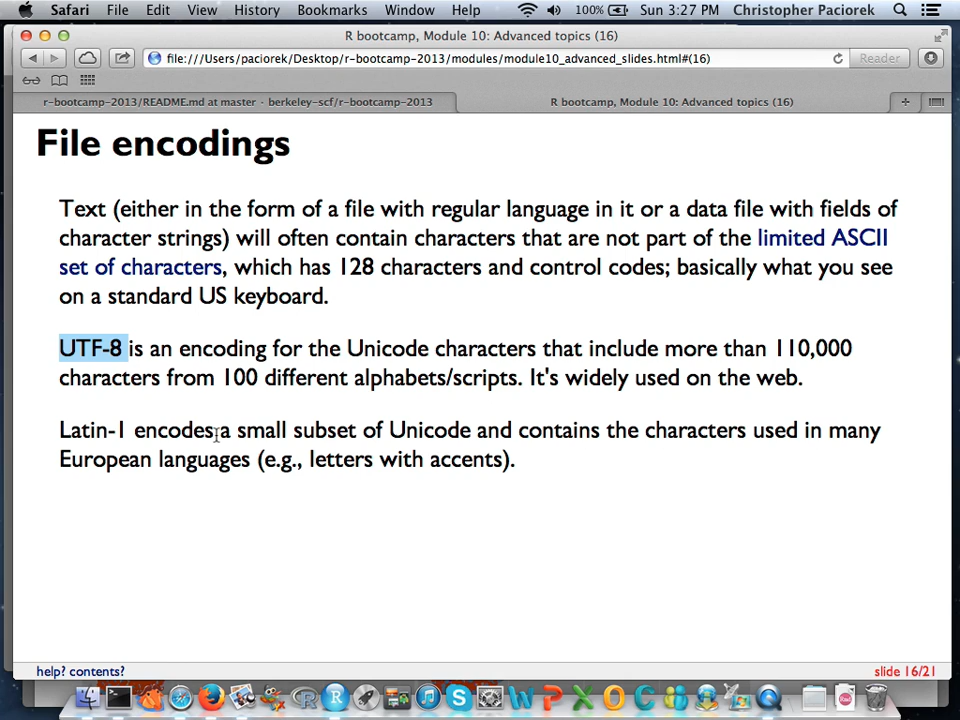 Safari File Edit View History Bookmarks Window Help 100% Sun 3:27 PM Christopher Paciorek
R bootcamp, Module 10: Advanced topics (16)
file:///Users/paciorek/Desktop/r-bootcamp-2013/modules/module10_advanced_slides.html#(16) Reader
r-bootcamp-2013/README.md at master · berkeley-scf/r-bootcamp-2013 R bootcamp, Module 10: Advanced topics (16)
File encodings
Text (either in the form of a file with regular language in it or a data file with fields of
character strings) will often contain characters that are not part of the limited ASCII
set of characters, which has 128 characters and control codes; basically what you see
on a standard US keyboard.
UTF-8 is an encoding for the Unicode characters that include more than 110,000
characters from 100 different alphabets/scripts. It's widely used on the web.
Latin-1 encodes a small subset of Unicode and contains the characters used in many
European languages (e.g., letters with accents).
help? contents? slide 16/21